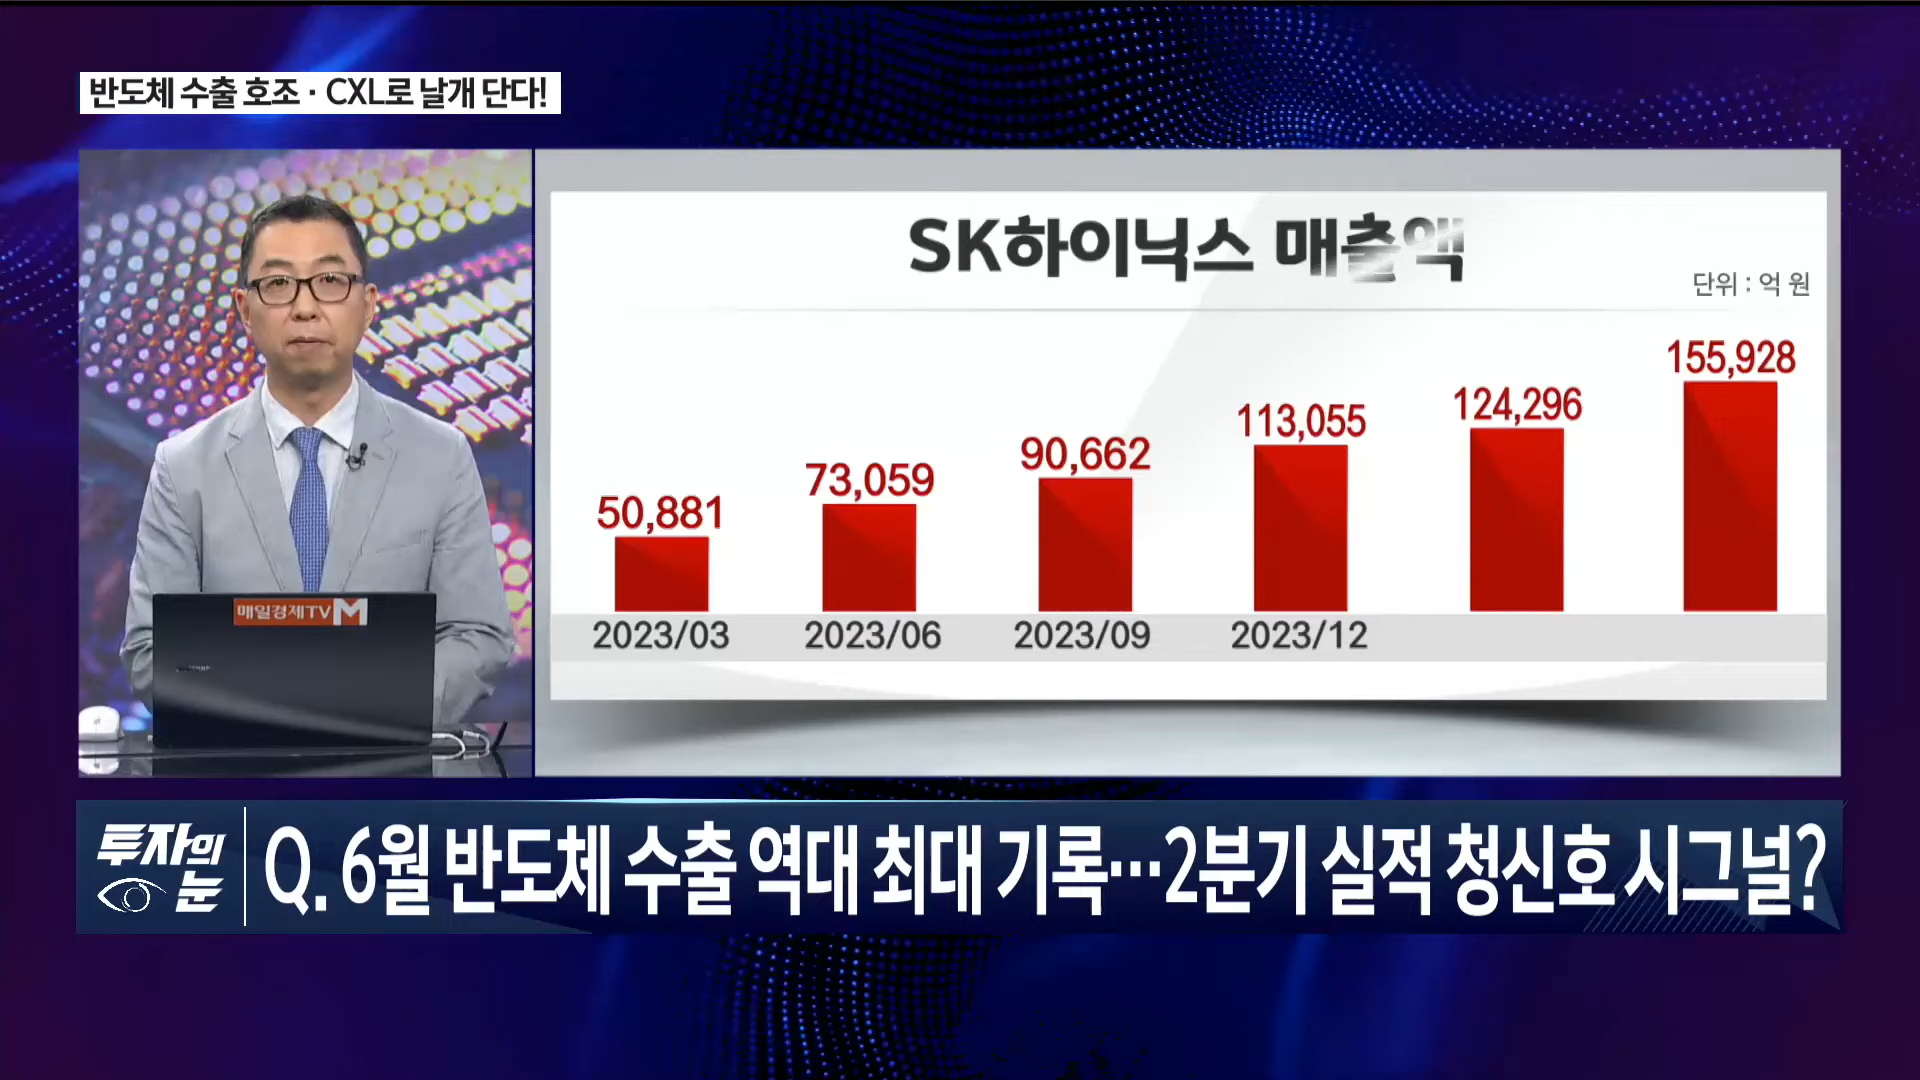 반도체 수출 호조 · CXL로 날개 단다!
SK하이닉스 매출액
단위 : 억 원
50,881
73,059
90,662
113,055
124,296
155,928
2023/03
2023/06
2023/09
2023/12
매일경제TV M
투자의
눈
Q. 6월 반도체 수출 역대 최대 기록…2분기 실적 청신호 시그널?